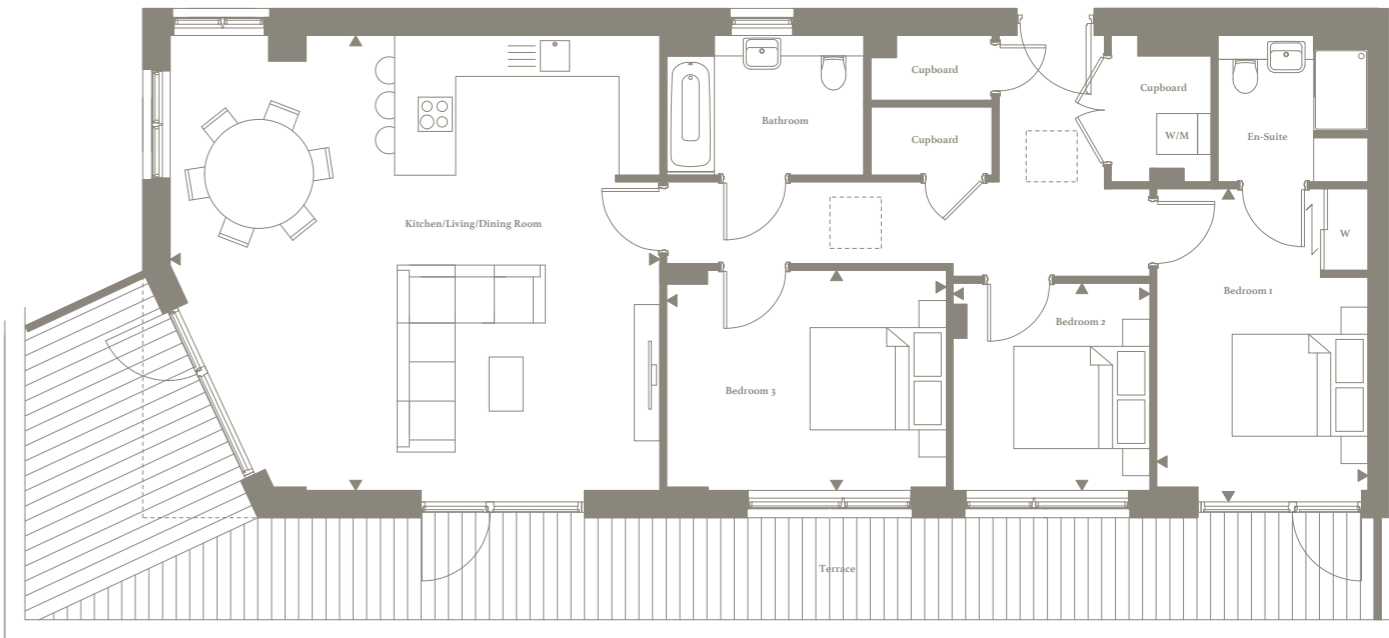 Cupboard
Cupboard
W/M
Bathroom
Cupboard
En-Suite
Kitchen/Living/Dining Room
W
Bedroom 1
Bedroom 2
Bedroom 3
Terrace